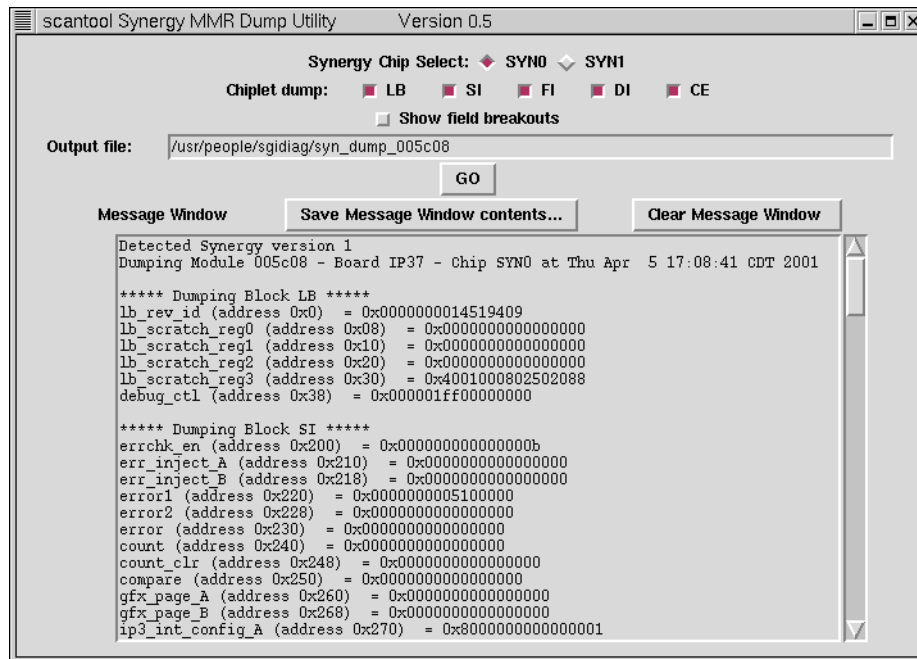 scantool Synergy MMR Dump Utility Version 0.5
Synergy Chip Select: SYN0 SYN1
Chiplet dump: LB SI FI DI CE
Show field breakouts
Output file: /usr/people/sgidiag/syn_dump_005c08
GO
Message Window Save Message Window contents... Clear Message Window
Detected Synergy version 1
Dumping Module 005c08 - Board IP37 - Chip SYN0 at Thu Apr  5 17:08:41 CDT 2001
***** Dumping Block LB *****
lb_rev_id (address 0x0)  = 0x0000000014519409
lb_scratch_reg0 (address 0x08)  = 0x0000000000000000
lb_scratch_reg1 (address 0x10)  = 0x0000000000000000
lb_scratch_reg2 (address 0x20)  = 0x0000000000000000
lb_scratch_reg3 (address 0x30)  = 0x4001000802502088
debug_ctl (address 0x38)  = 0x000001ff00000000
***** Dumping Block SI *****
errchk_en (address 0x200)  = 0x000000000000000b
err_inject_A (address 0x210)  = 0x0000000000000000
err_inject_B (address 0x218)  = 0x0000000000000000
error1 (address 0x220)  = 0x0000000005100000
error2 (address 0x228)  = 0x0000000000000000
error (address 0x230)  = 0x0000000000000000
count (address 0x240)  = 0x0000000000000000
count_clr (address 0x248)  = 0x0000000000000000
compare (address 0x250)  = 0x0000000000000000
gfx_page_A (address 0x260)  = 0x0000000000000000
gfx_page_B (address 0x268)  = 0x0000000000000000
ip3_int_config_A (address 0x270)  = 0x8000000000000001